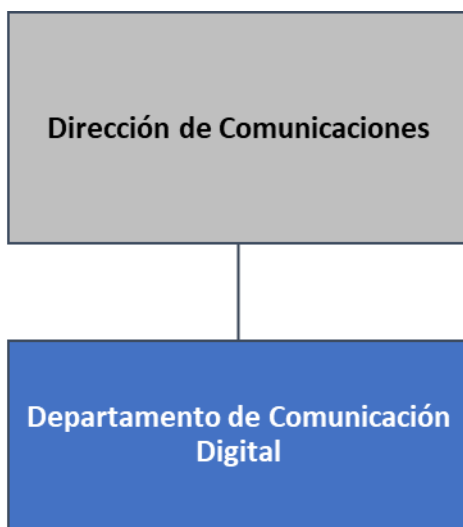 Dirección de Comunicaciones
Departamento de Comunicación
Digital